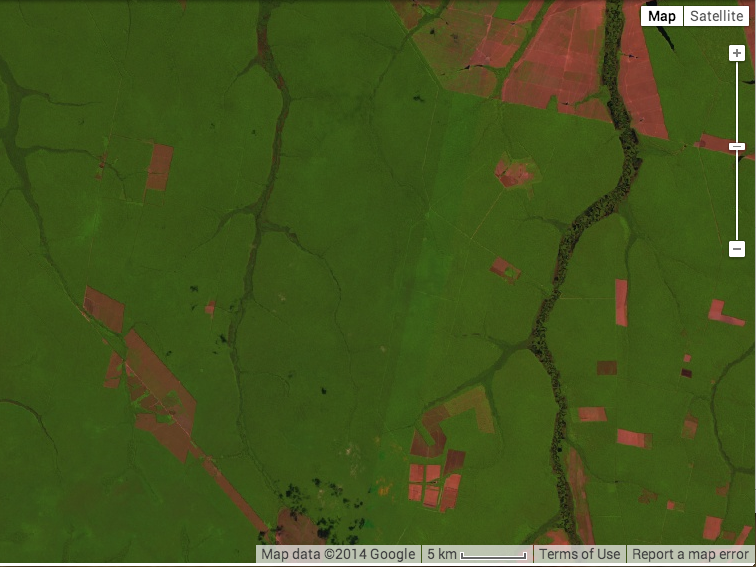 Map Satellite
+
−
Map data ©2014 Google 5 km Terms of Use Report a map error